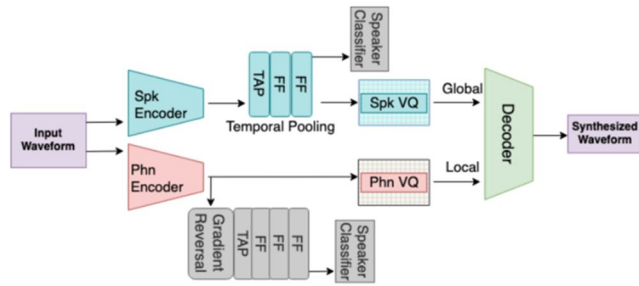 Input
Waveform
Spk
Encoder
TAP
FF
FF
Temporal Pooling
Speaker
Classifier
Spk VQ
Global
Phn
Encoder
Phn VQ
Local
Decoder
Synthesized
Waveform
Gradient
Reversal
TAP
FF
FF
FF
Speaker
Classifier